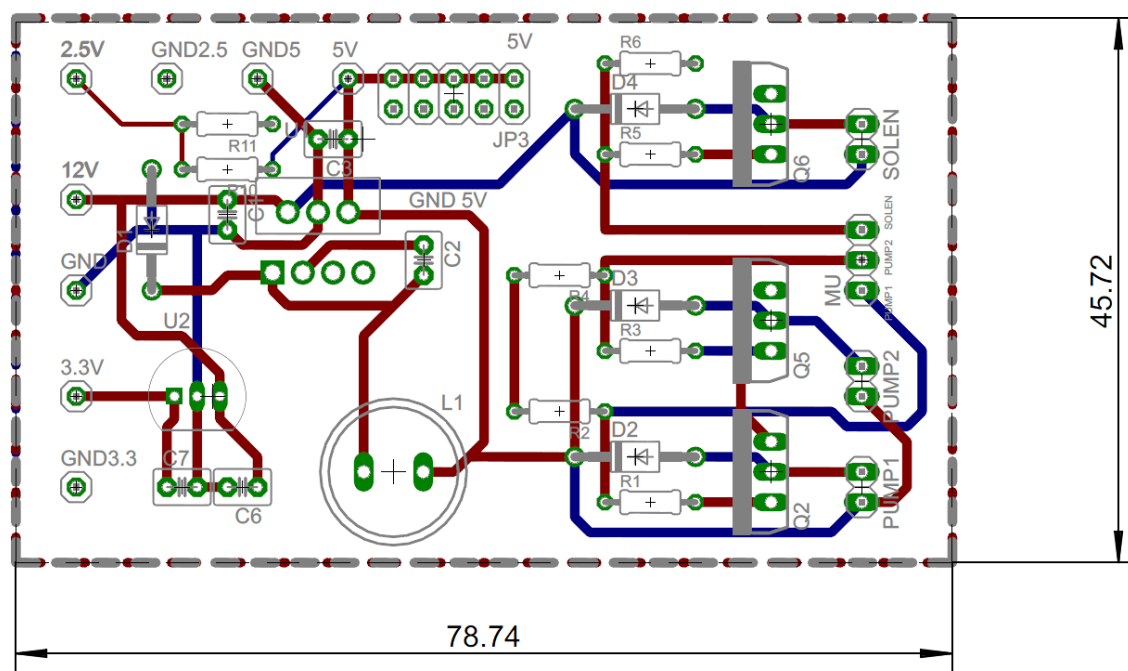 2.5V
GND2.5
GND5
5V
5V
R6
D4
R11
JP3
R5
Q6
SOLEN
C3
12V
C4
GND 5V
SOLEN
D1
C2
PUMP2
GND
D3
R4
MU
PUMP1
U2
R3
Q5
45.72
3.3V
PUMP2
L1
R2
D2
GND3.3
C7
R1
Q2
PUMP1
C6
78.74